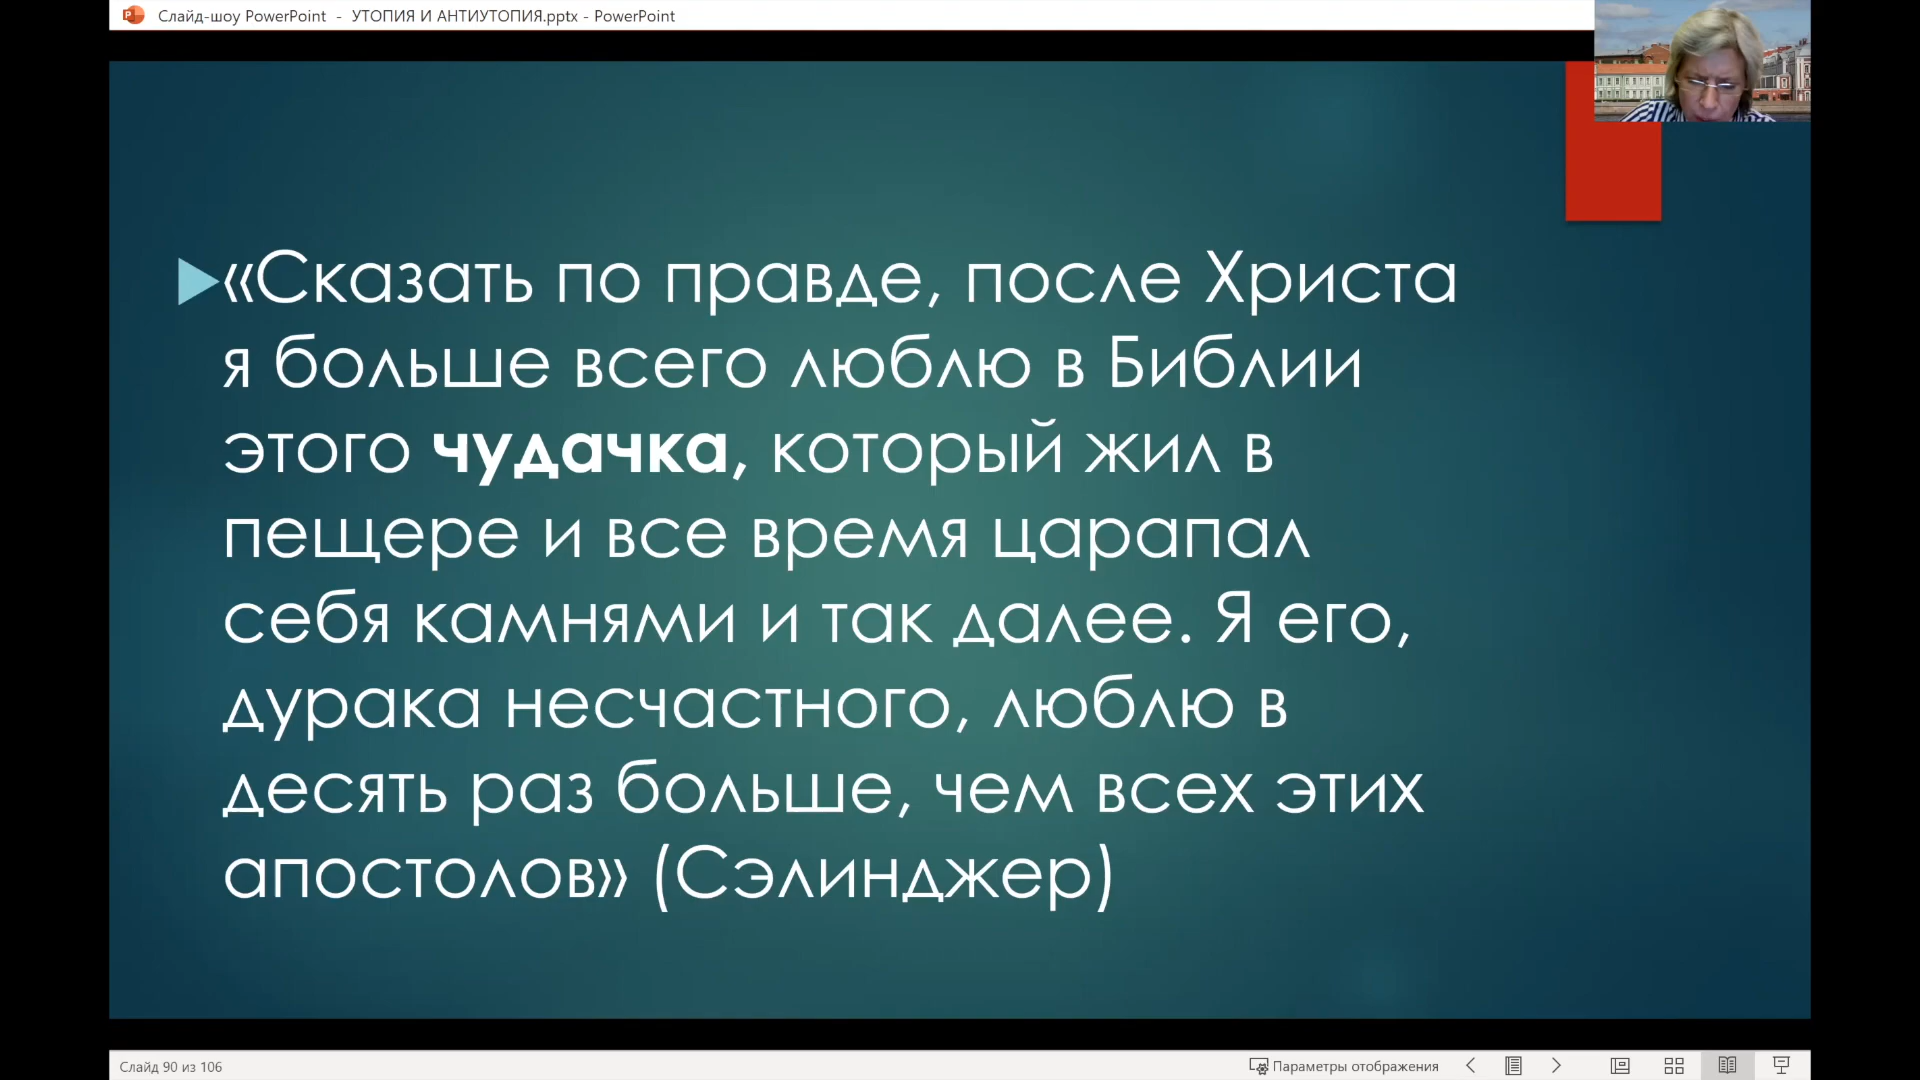 Слайд-шоу PowerPoint - УТОПИЯ И АНТИУТОПИЯ.pptx - PowerPoint
«Сказать по правде, после Христа
я больше всего люблю в Библии
этого чудачка, который жил в
пещере и все время царапал
себя камнями и так далее. Я его,
дурака несчастного, люблю в
десять раз больше, чем всех этих
апостолов» (Сэлинджер)
Слайд 90 из 106
Параметры отображения